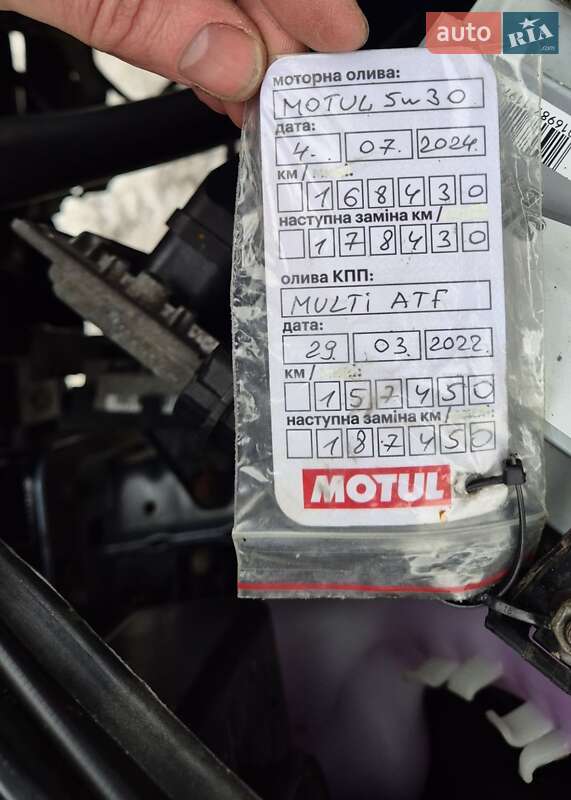 auto RIA .com
моторна олива:
MOTUL 5w30
дата:
4. 07. 2024.
км /
168430
наступна заміна км /
178430
олива КПП:
MULTi ATF
дата:
29 03. 2022.
км /
157450
наступна заміна км /
187450
MOTUL